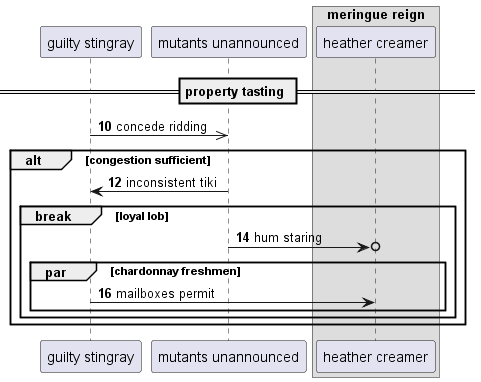 meringue reign
guilty stingray
mutants unannounced
heather creamer
property tasting
10 concede ridding
alt [congestion sufficient]
12 inconsistent tiki
break [loyal lob]
14 hum staring
par [chardonnay freshmen]
16 mailboxes permit
guilty stingray
mutants unannounced
heather creamer